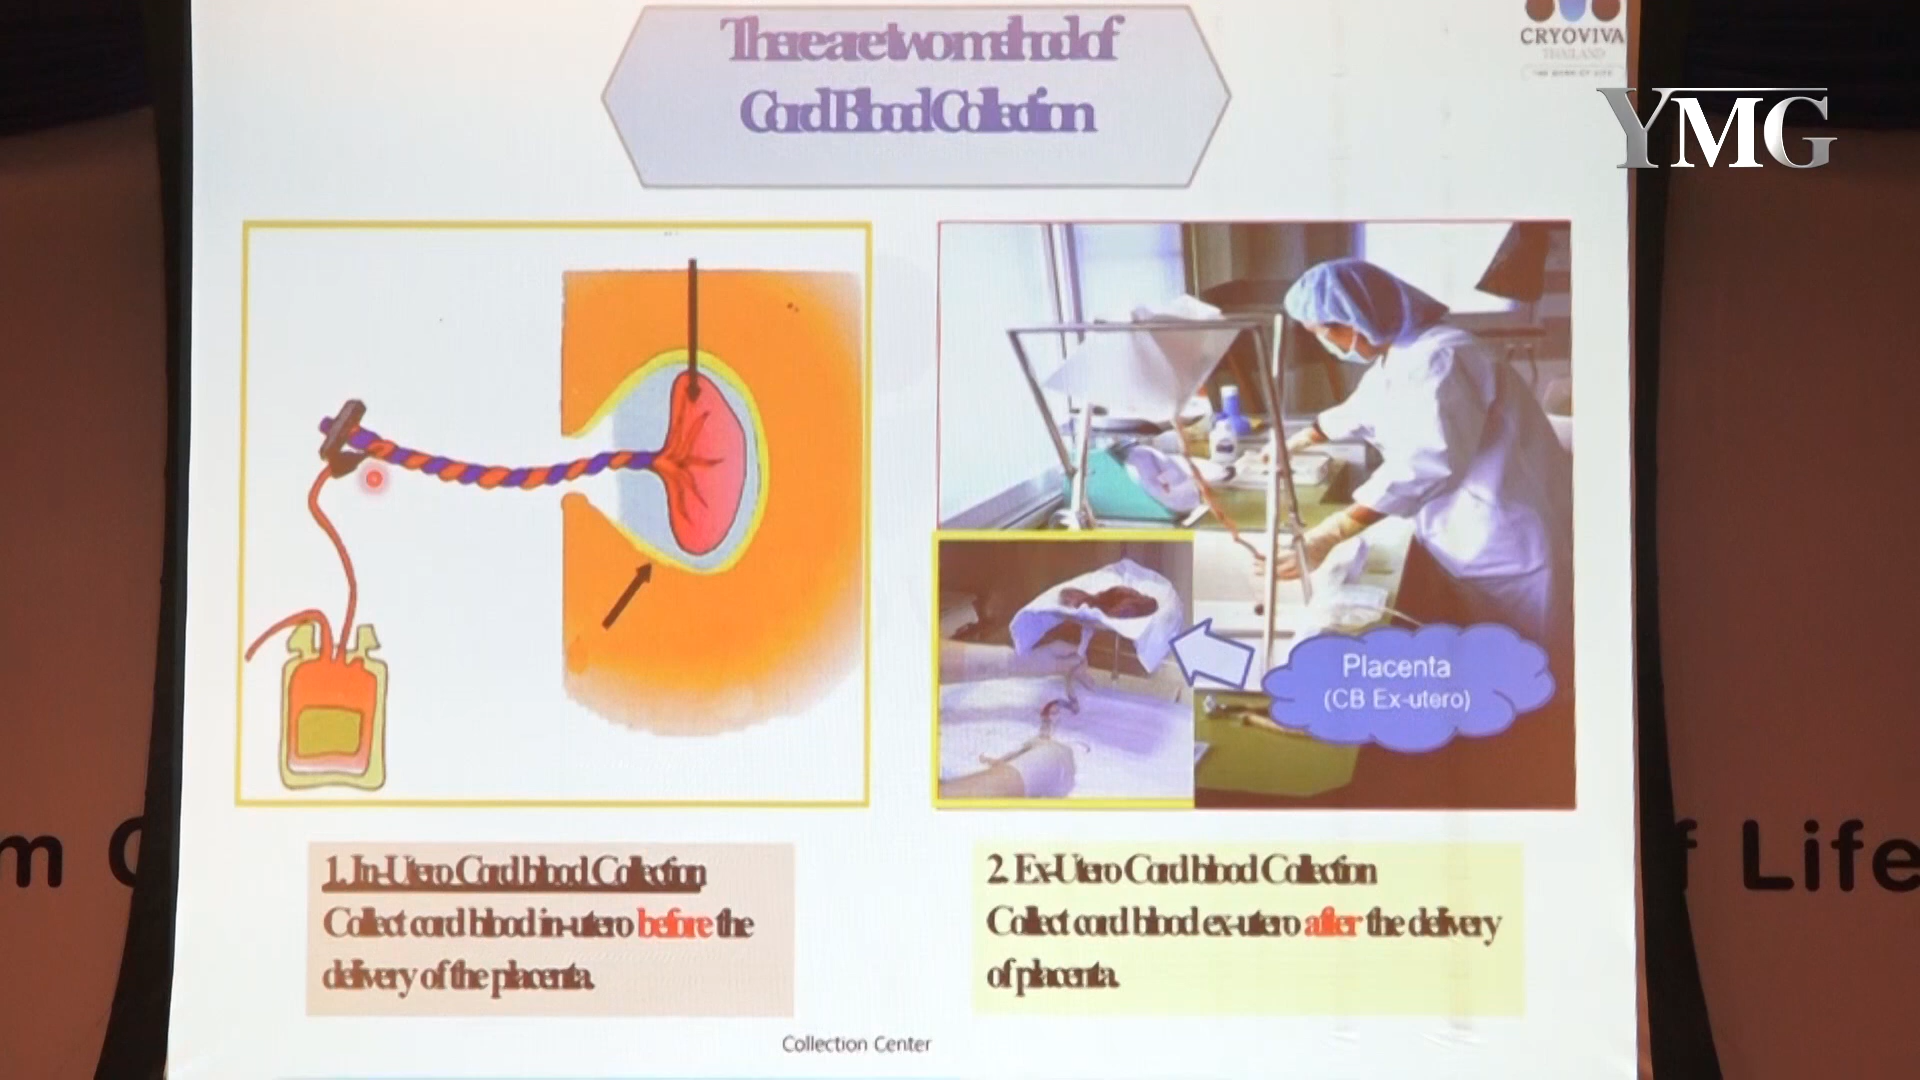 There are two method of
Cord Blood Collection
CRYOVIVA
THAILAND
YMG
Placenta
(CB Ex-utero)
1. In-Utero Cord blood Collection
Collect cord blood in-utero before the
delivery of the placenta.
2. Ex-Utero Cord blood Collection
Collect cord blood ex-utero after the delivery
of placenta.
Collection Center
m
f Life